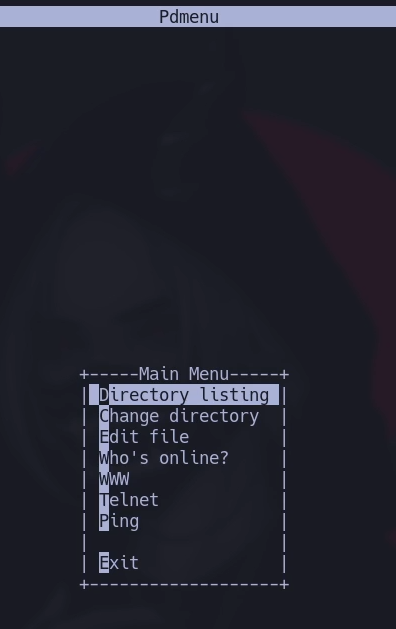 Pdmenu
+-----Main Menu-----+
| Directory listing |
| Change directory  |
| Edit file         |
| Who's online?     |
| WWW               |
| Telnet            |
| Ping              |
|                   |
| Exit              |
+-------------------+